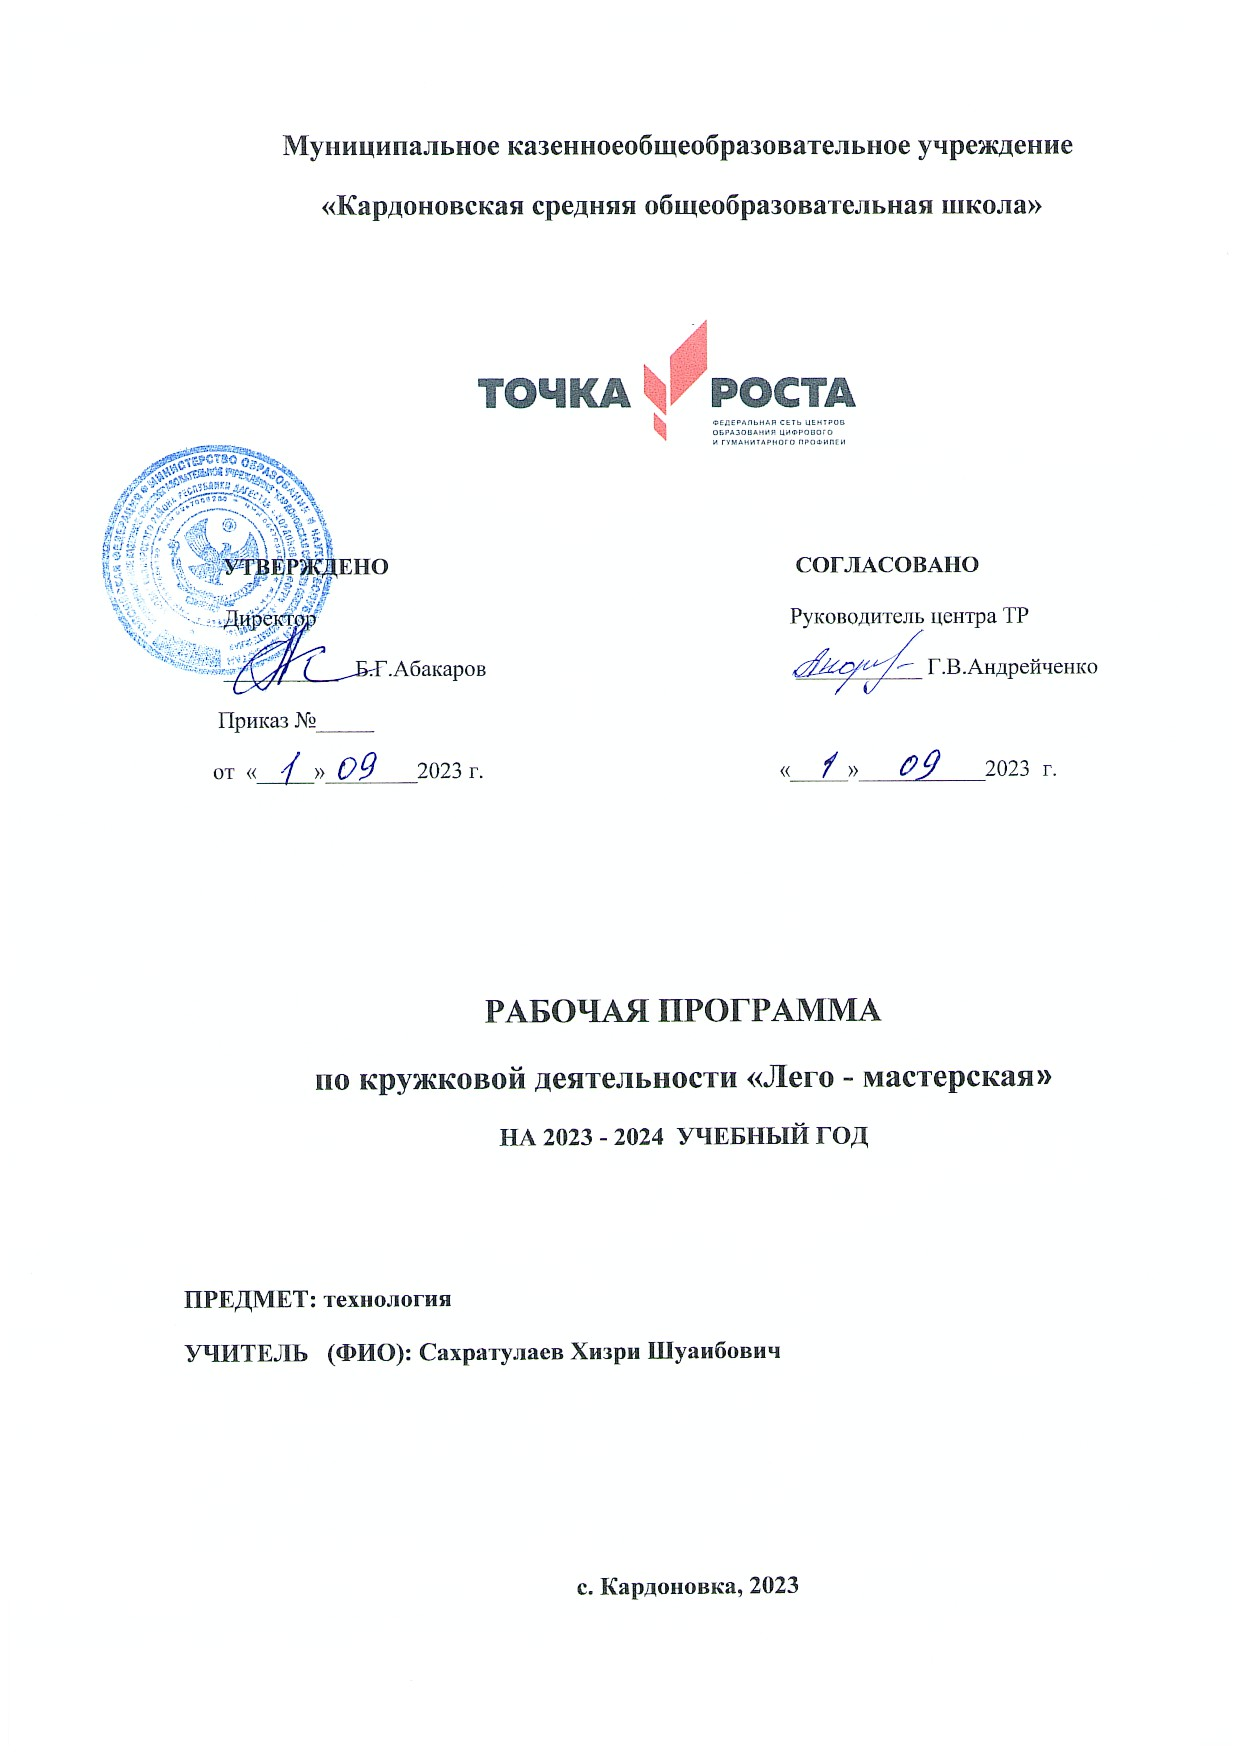 Муниципальное казенноеобщеобразовательное учреждение
«Кардоновская средняя общеобразовательная школа»
ТОЧКА РОСТА
ФЕДЕРАЛЬНАЯ СЕТЬ ЦЕНТРОВ
ОБРАЗОВАНИЯ ЦИФРОВОГО
И ГУМАНИТАРНОГО ПРОФИЛЕЙ
УТВЕРЖДЕНО
Директор
Б.Г.Абакаров
Приказ №_____
от «1» 09 2023 г.
СОГЛАСОВАНО
Руководитель центра ТР
Г.В.Андрейченко
«1» 09 2023 г.
РАБОЧАЯ ПРОГРАММА
по кружковой деятельности «Лего - мастерская»
НА 2023 - 2024 УЧЕБНЫЙ ГОД
ПРЕДМЕТ: технология
УЧИТЕЛЬ (ФИО): Сахратулаев Хизри Шуаибович
с. Кардоновка, 2023